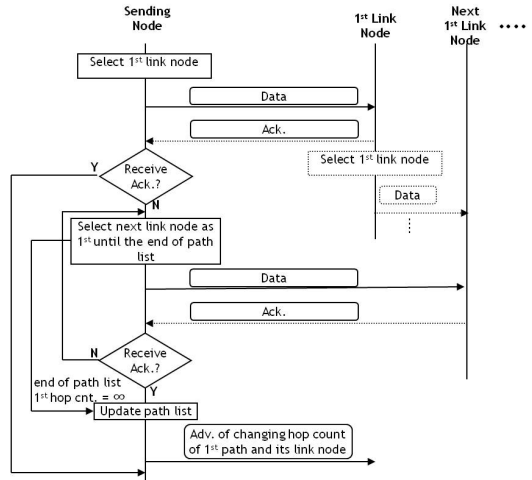 Sending
Node
1st Link
Node
Next
1st Link
Node
Select 1st link node
Data
Ack.
Select 1st link node
Y
Receive
Ack.?
Data
N
Select next link node as
1st until the end of path
list
Data
Ack.
N
Receive
Ack.?
end of path list
1st hop cnt. = ∞
Y
Update path list
Adv. of changing hop count
of 1st path and its link node